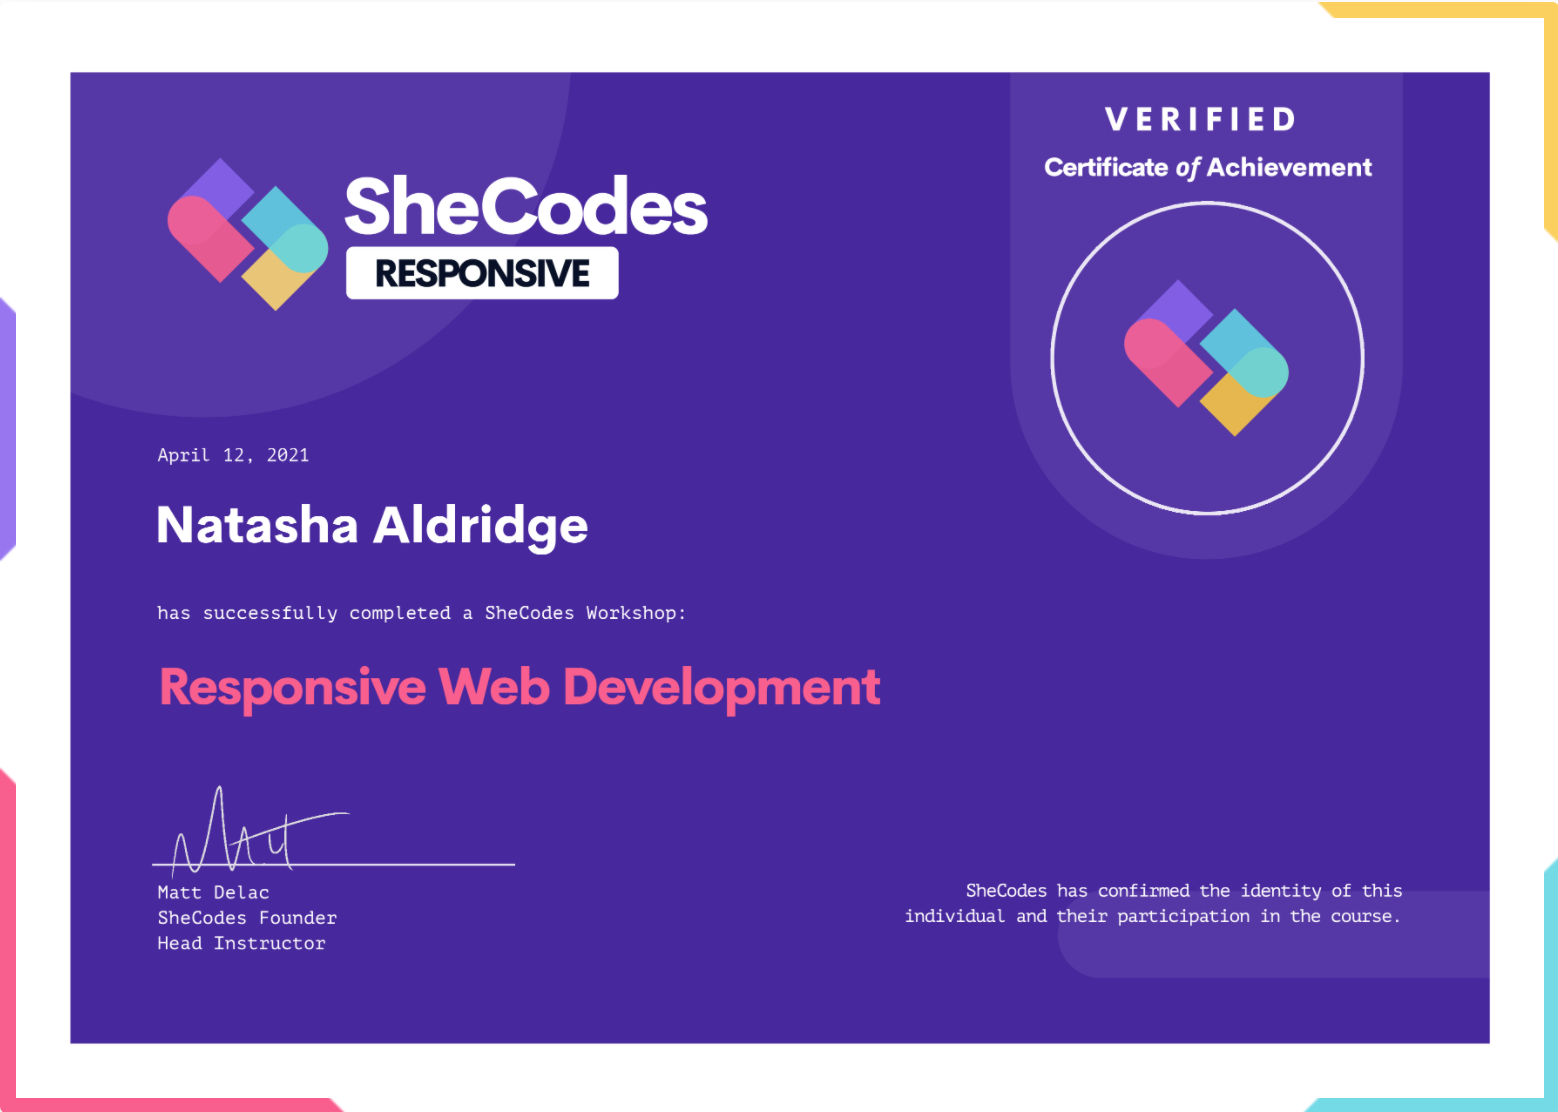 SheCodes
RESPONSIVE
VERIFIED
Certificate of Achievement
April 12, 2021
Natasha Aldridge
has successfully completed a SheCodes Workshop:
Responsive Web Development
Matt
Matt Delac
SheCodes Founder
Head Instructor
SheCodes has confirmed the identity of this
individual and their participation in the course.